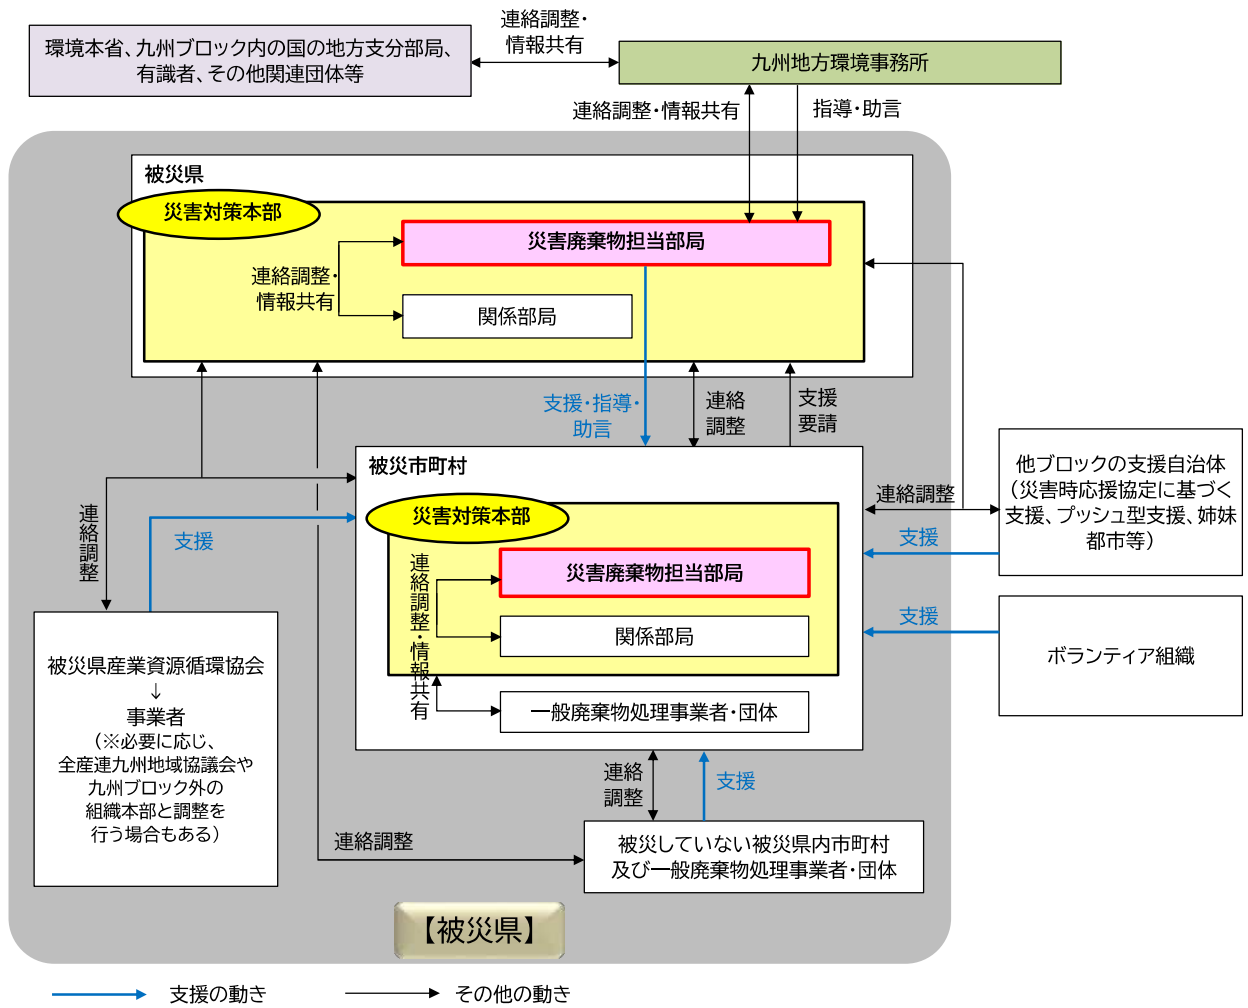 連絡調整・
情報共有
環境本省、九州ブロック内の国の地方支分部局、
有識者、その他関連団体等
九州地方環境事務所
連絡調整・情報共有
指導・助言
被災県
災害対策本部
災害廃棄物担当部局
連絡調整・
情報共有
関係部局
支援・指導・
助言
連絡
調整
支援
要請
被災市町村
災害対策本部
災害廃棄物担当部局
連絡調整・情報共有
関係部局
一般廃棄物処理事業者・団体
連絡調整
支援
連絡調整
支援
支援
他ブロックの支援自治体
（災害時応援協定に基づく
支援、プッシュ型支援、姉妹
都市等）
ボランティア組織
被災県産業資源循環協会
↓
事業者
（※必要に応じ、
全産連九州地域協議会や
九州ブロック外の
組織本部と調整を
行う場合もある）
連絡
調整
支援
連絡調整
被災していない被災県内市町村
及び一般廃棄物処理事業者・団体
【被災県】
支援の動き
その他の動き